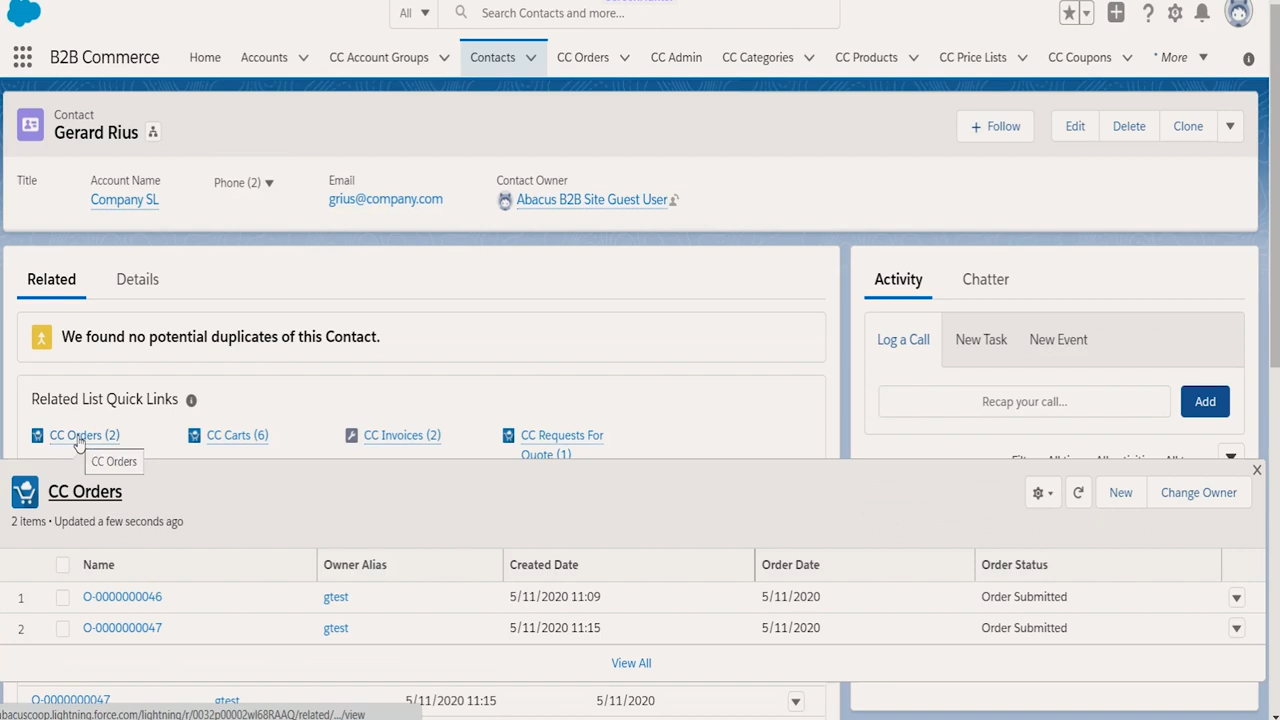 All
Search Contacts and more...
B2B Commerce
Home
Accounts
CC Account Groups
Contacts
CC Orders
CC Admin
CC Categories
CC Products
CC Price Lists
CC Coupons
* More
Contact
Gerard Rius
+ Follow
Edit
Delete
Clone
Title
Account Name
Phone (2)
Email
Contact Owner
Company SL
grius@company.com
Abacus B2B Site Guest User
Related
Details
Activity
Chatter
We found no potential duplicates of this Contact.
Log a Call
New Task
New Event
Recap your call...
Add
Related List Quick Links
CC Orders (2)
CC Carts (6)
CC Invoices (2)
CC Requests For
Quote (1)
CC Orders
CC Orders
2 items • Updated a few seconds ago
New
Change Owner
Name
Owner Alias
Created Date
Order Date
Order Status
1
O-0000000046
gtest
5/11/2020 11:09
5/11/2020
Order Submitted
2
O-0000000047
gtest
5/11/2020 11:15
5/11/2020
Order Submitted
View All
O-0000000047
gtest
5/11/2020 11:15
5/11/2020
abacuscoop.lightning.force.com/lightning/r/0032p00002wI68RAAQ/related/.../view